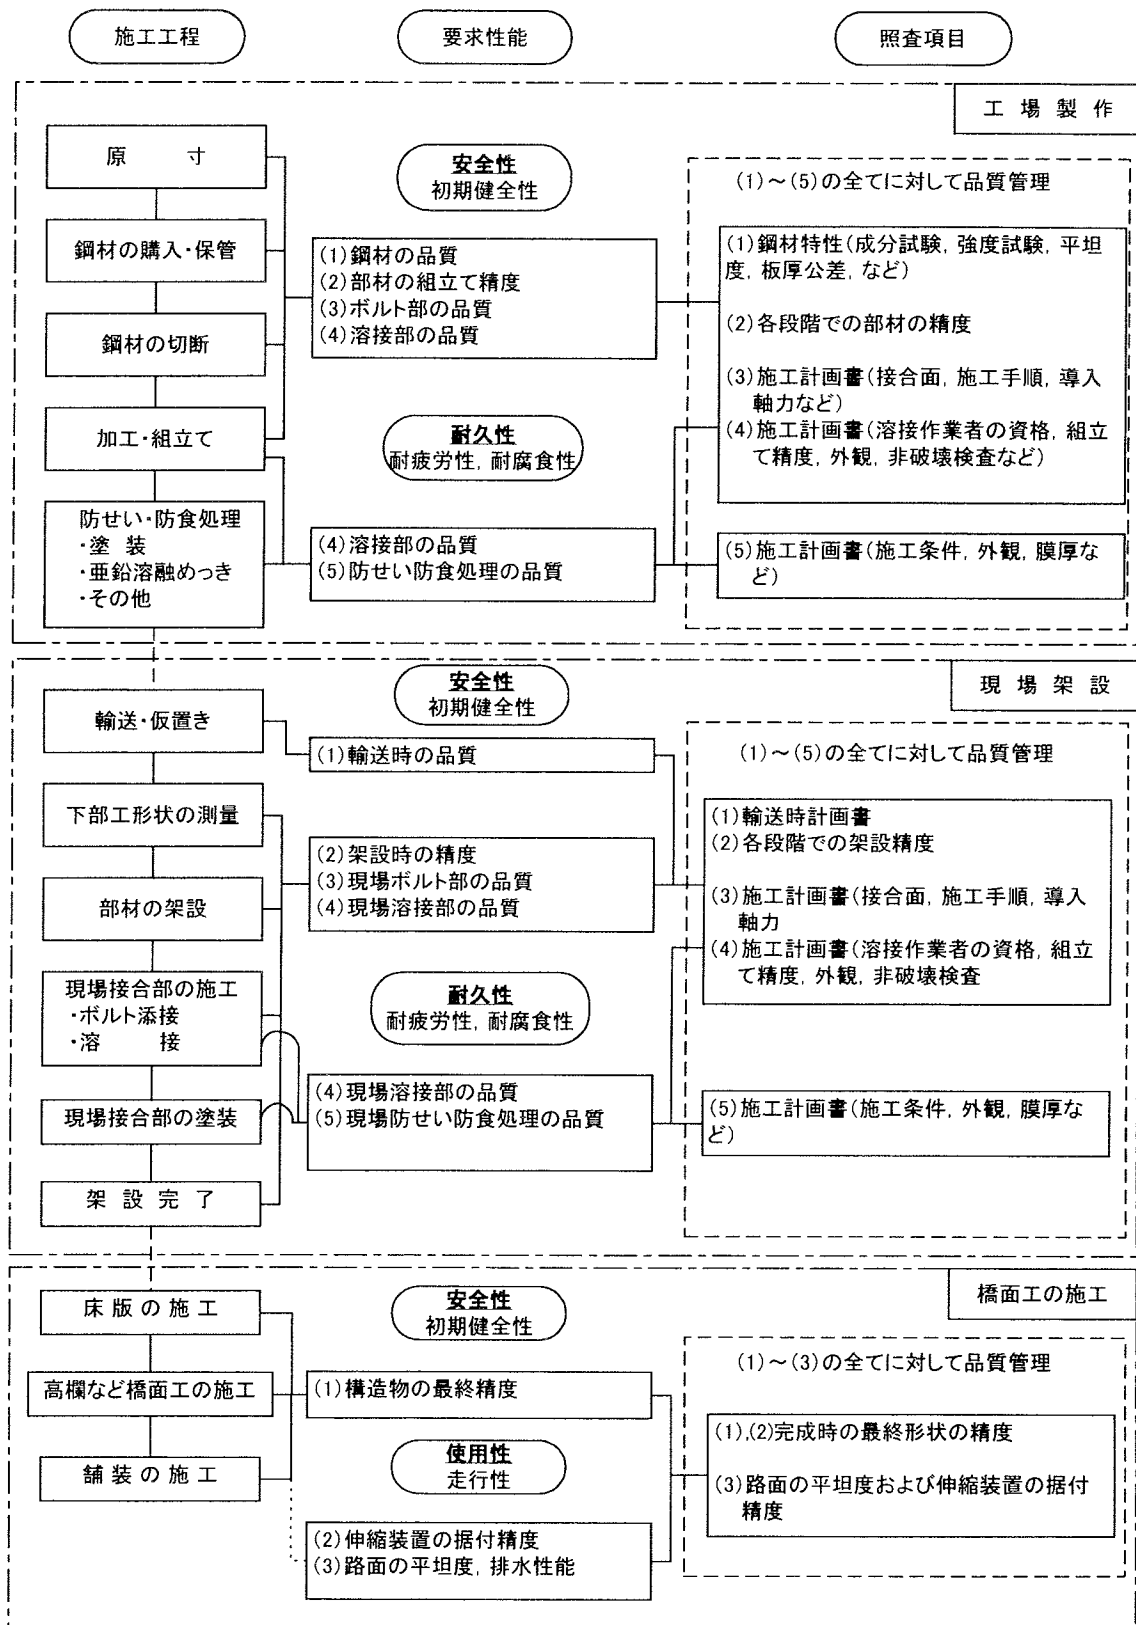 施工工程
要求性能
照査項目
工 場 製 作
原 寸
鋼材の購入・保管
鋼材の切断
加工・組立て
防せい・防食処理
・塗 装
・亜鉛溶融めっき
・その他
安全性
初期健全性
(1)鋼材の品質
(2)部材の組立て精度
(3)ボルト部の品質
(4)溶接部の品質
耐久性
耐疲労性, 耐腐食性
(4)溶接部の品質
(5)防せい防食処理の品質
(1)～(5)の全てに対して品質管理
(1)鋼材特性(成分試験, 強度試験, 平坦
度, 板厚公差, など)
(2)各段階での部材の精度
(3)施工計画書(接合面, 施工手順, 導入
軸力など)
(4)施工計画書(溶接作業者の資格, 組立
て精度, 外観, 非破壊検査など)
(5)施工計画書(施工条件, 外観, 膜厚な
ど)
現 場 架 設
輸送・仮置き
下部工形状の測量
部材の架設
現場接合部の施工
・ボルト添接
・溶 接
現場接合部の塗装
架 設 完 了
安全性
初期健全性
(1)輸送時の品質
(2)架設時の精度
(3)現場ボルト部の品質
(4)現場溶接部の品質
耐久性
耐疲労性, 耐腐食性
(4)現場溶接部の品質
(5)現場防せい防食処理の品質
(1)～(5)の全てに対して品質管理
(1)輸送時計画書
(2)各段階での架設精度
(3)施工計画書(接合面, 施工手順, 導入
軸力
(4)施工計画書(溶接作業者の資格, 組立
て精度, 外観, 非破壊検査
(5)施工計画書(施工条件, 外観, 膜厚な
ど)
橋面工の施工
床 版 の 施 工
高欄など橋面工の施工
舗 装 の 施 工
安全性
初期健全性
(1)構造物の最終精度
使用性
走行性
(2)伸縮装置の据付精度
(3)路面の平坦度, 排水性能
(1)～(3)の全てに対して品質管理
(1),(2)完成時の最終形状の精度
(3)路面の平坦度および伸縮装置の据付
精度